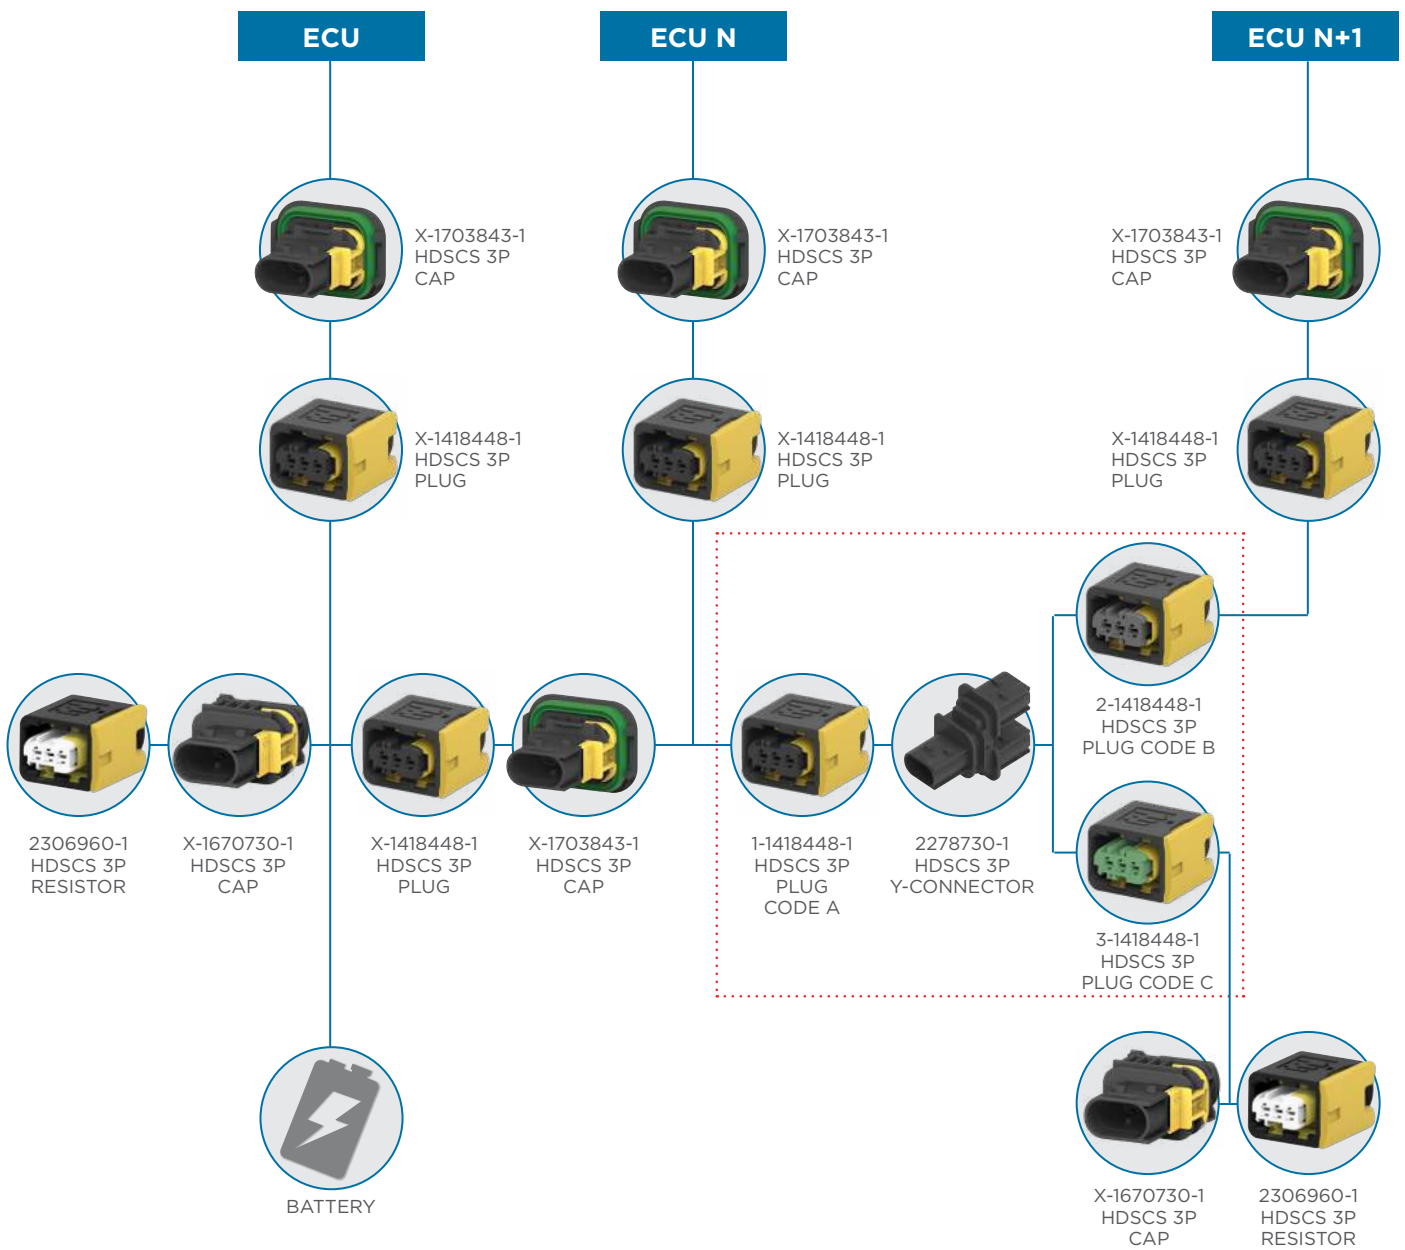 ECU
ECU N
ECU N+1
X-1703843-1
HDSCS 3P
CAP
X-1703843-1
HDSCS 3P
CAP
X-1703843-1
HDSCS 3P
CAP
X-1418448-1
HDSCS 3P
PLUG
X-1418448-1
HDSCS 3P
PLUG
X-1418448-1
HDSCS 3P
PLUG
2-1418448-1
HDSCS 3P
PLUG CODE B
2306960-1
HDSCS 3P
RESISTOR
X-1670730-1
HDSCS 3P
CAP
X-1418448-1
HDSCS 3P
PLUG
X-1703843-1
HDSCS 3P
CAP
1-1418448-1
HDSCS 3P
PLUG
CODE A
2278730-1
HDSCS 3P
Y-CONNECTOR
3-1418448-1
HDSCS 3P
PLUG CODE C
BATTERY
X-1670730-1
HDSCS 3P
CAP
2306960-1
HDSCS 3P
RESISTOR